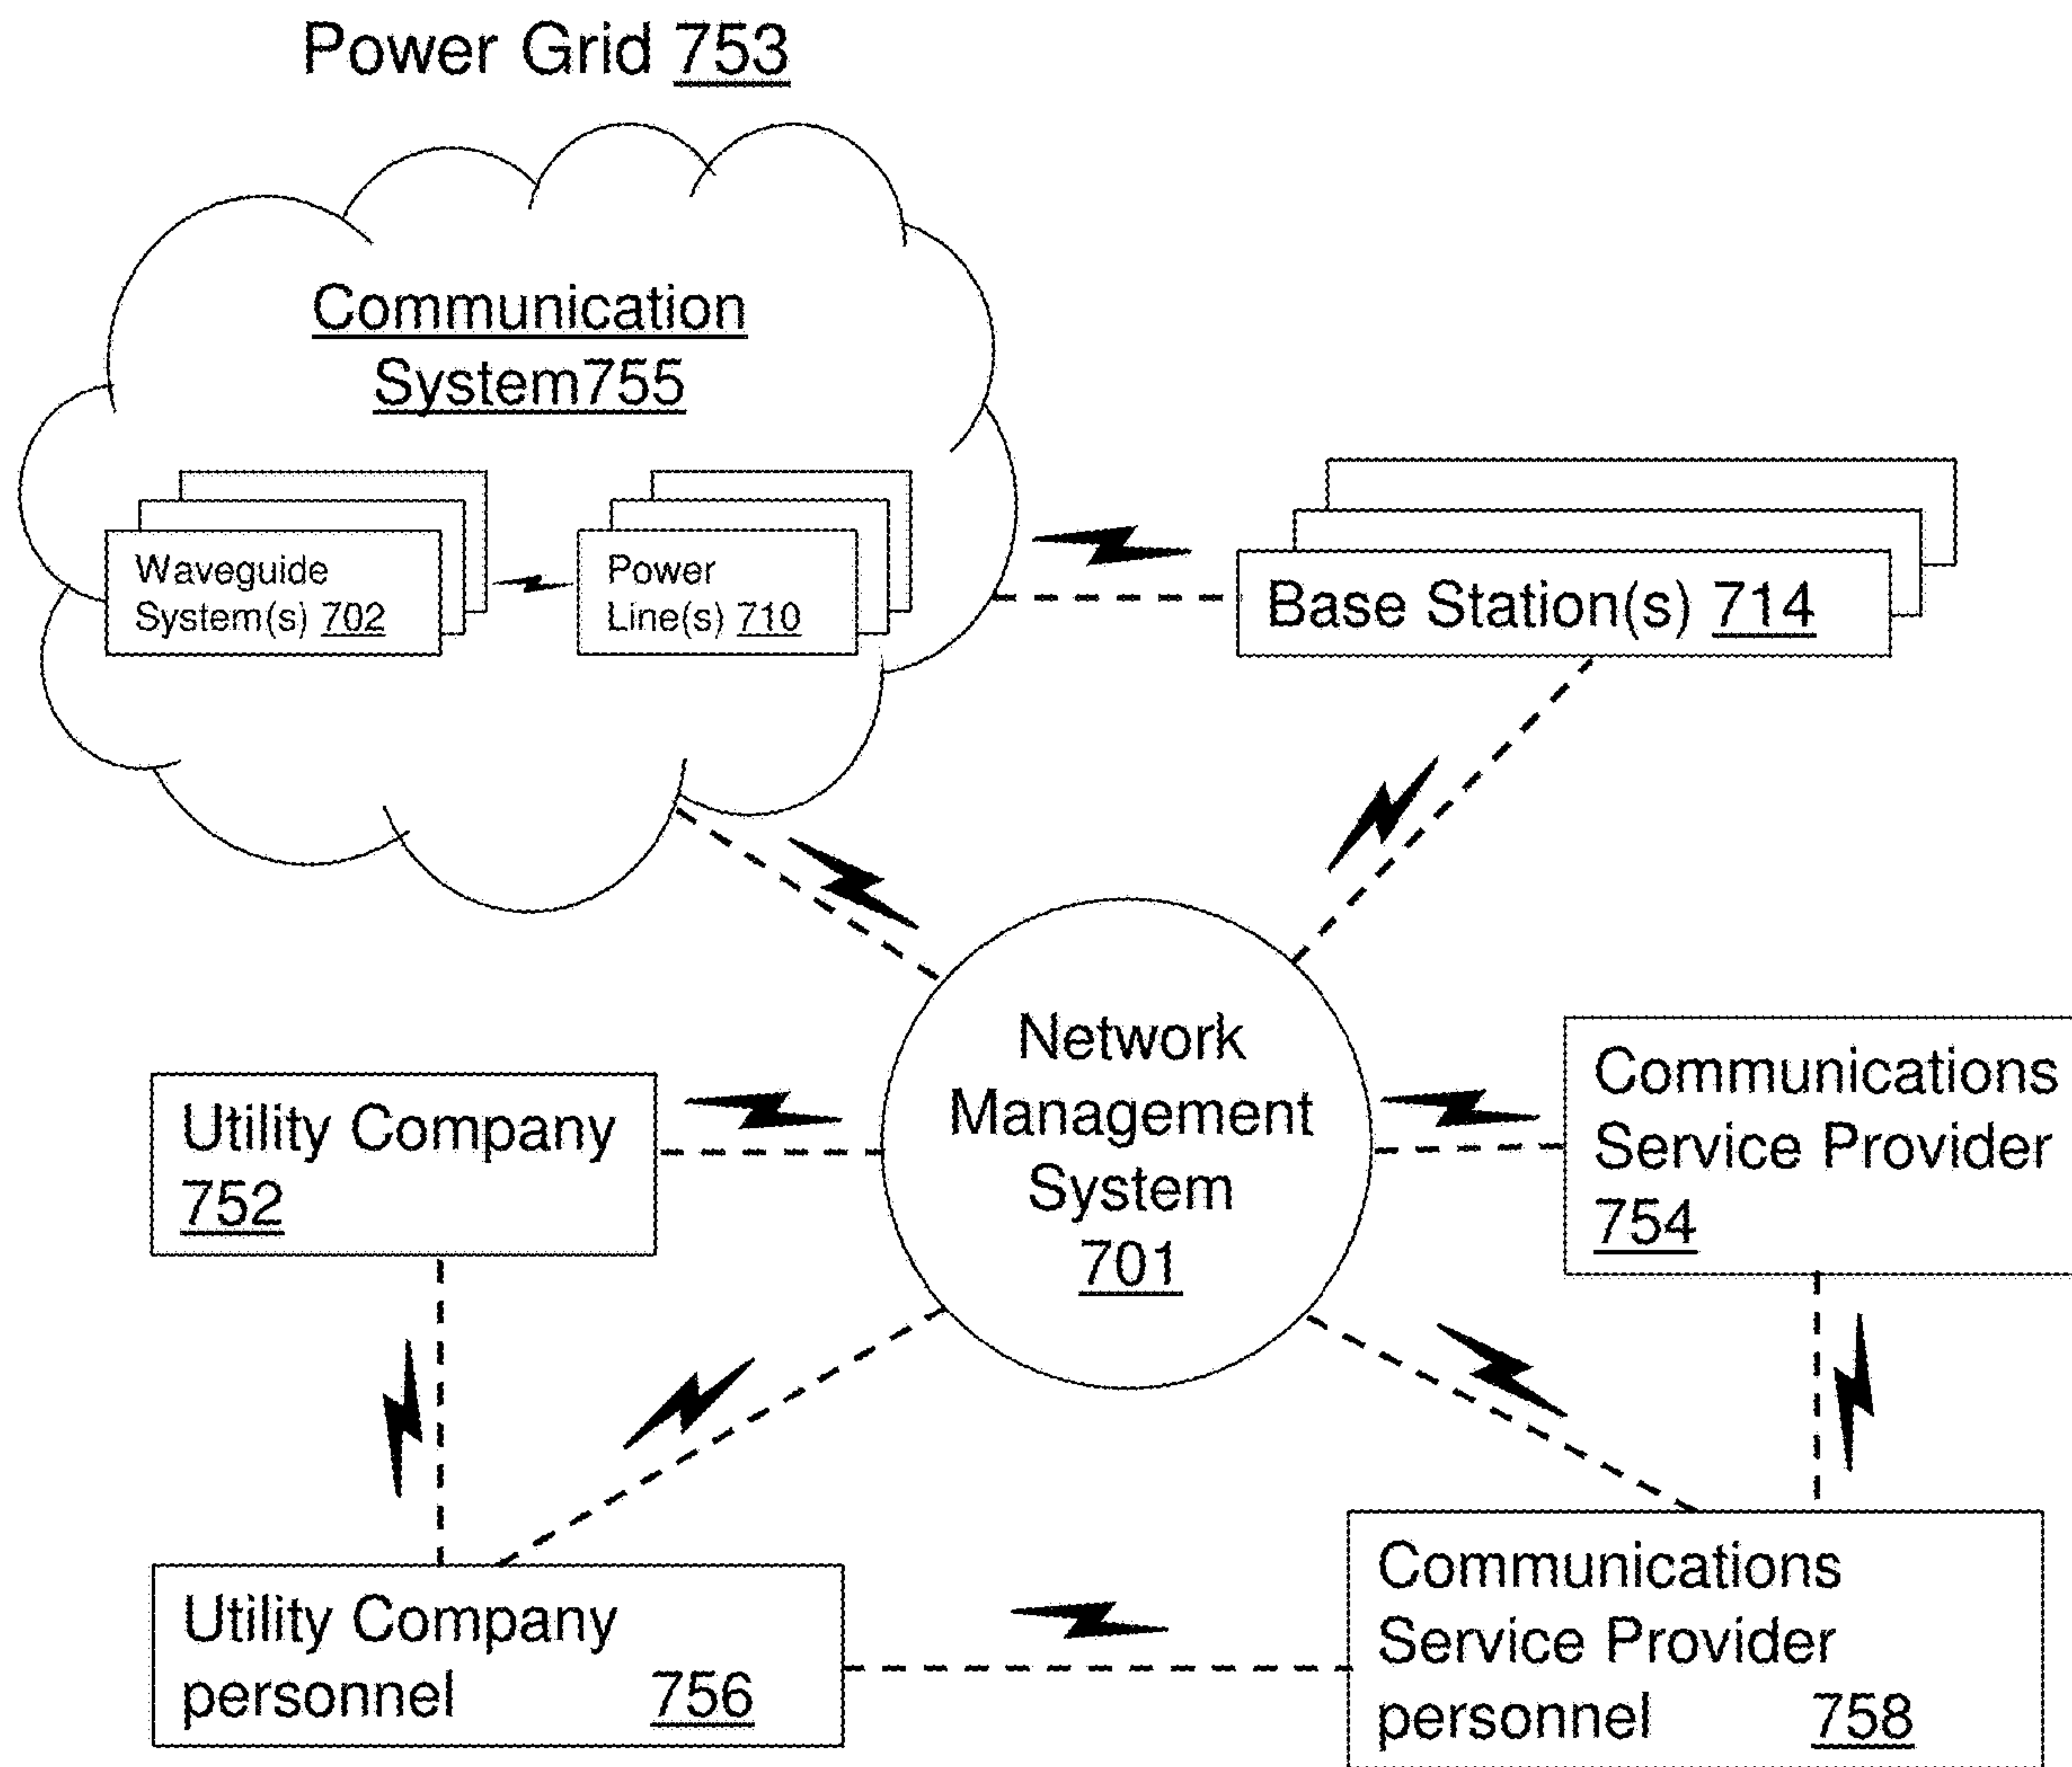 Power Grid 753
Communication
System755
Waveguide
System(s) 702
Power
Line(s) 710
Base Station(s) 714
Network
Management
System
701
Utility Company
752
Communications
Service Provider
754
Utility Company
personnel 756
Communications
Service Provider
personnel 758